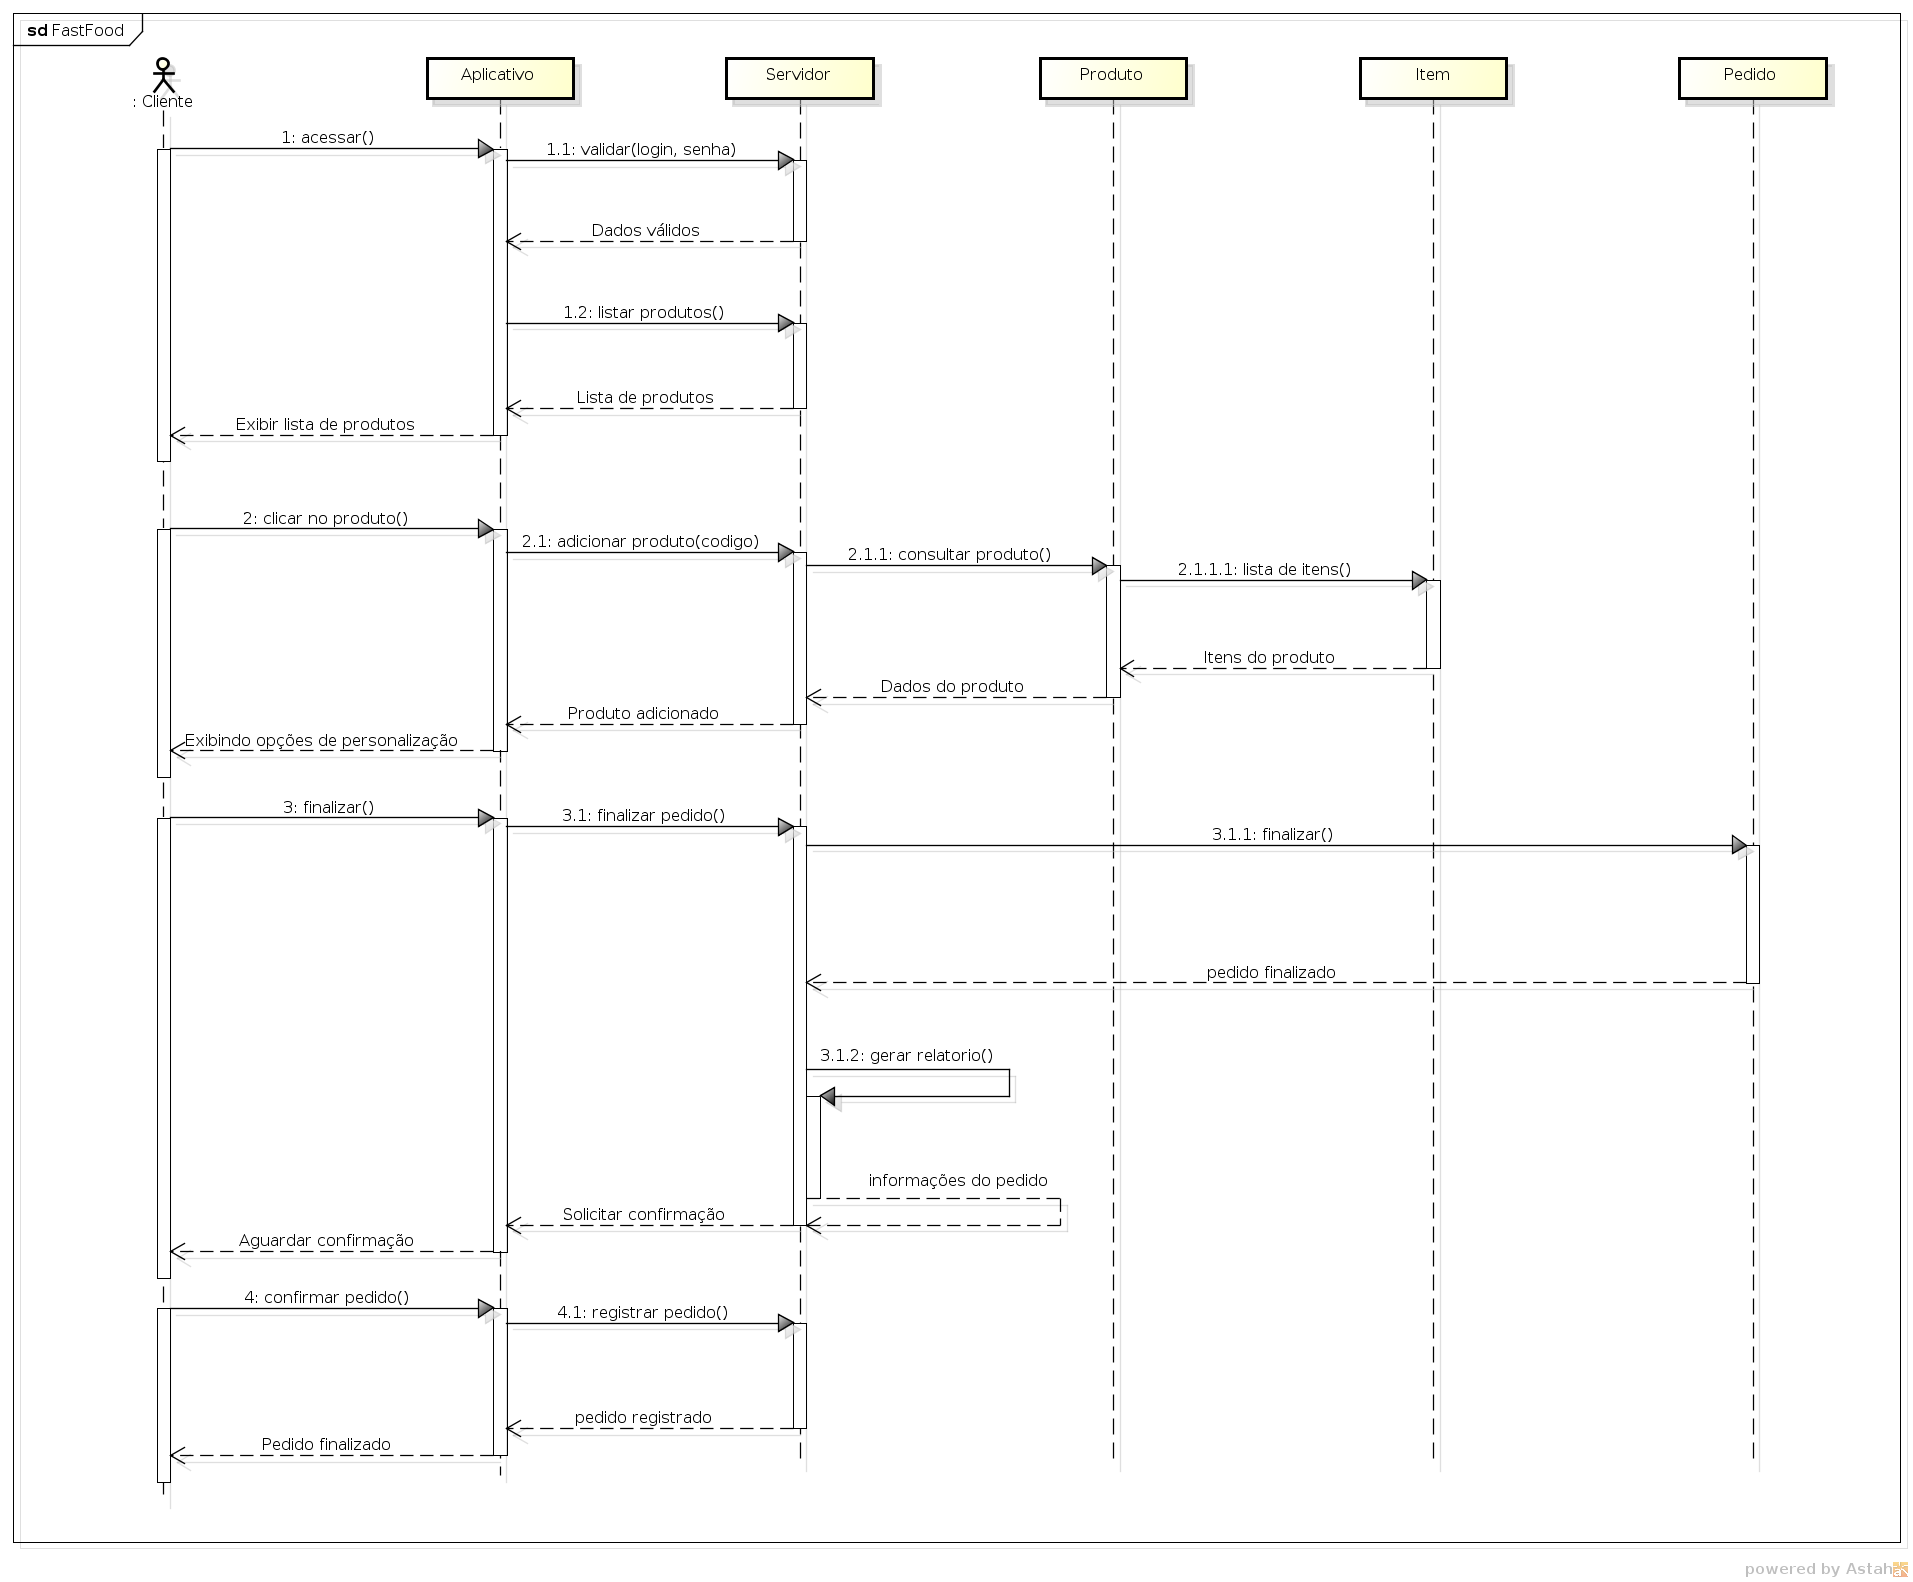 sd FastFood
: Cliente
Aplicativo
Servidor
Produto
Item
Pedido
1: acessar()
1.1: validar(login, senha)
Dados válidos
1.2: listar produtos()
Lista de produtos
Exibir lista de produtos
2: clicar no produto()
2.1: adicionar produto(codigo)
2.1.1: consultar produto()
2.1.1.1: lista de itens()
Itens do produto
Dados do produto
Produto adicionado
Exibindo opções de personalização
3: finalizar()
3.1: finalizar pedido()
3.1.1: finalizar()
pedido finalizado
3.1.2: gerar relatorio()
informações do pedido
Solicitar confirmação
Aguardar confirmação
4: confirmar pedido()
4.1: registrar pedido()
pedido registrado
Pedido finalizado
powered by Astah